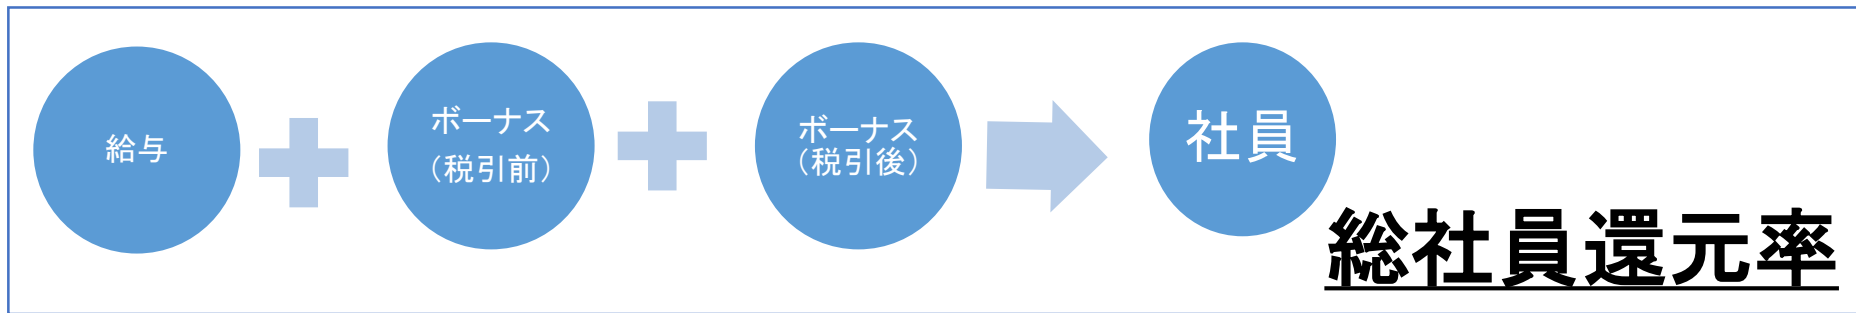 給与
ボーナス
（税引前）
ボーナス
（税引後）
社員
総社員還元率